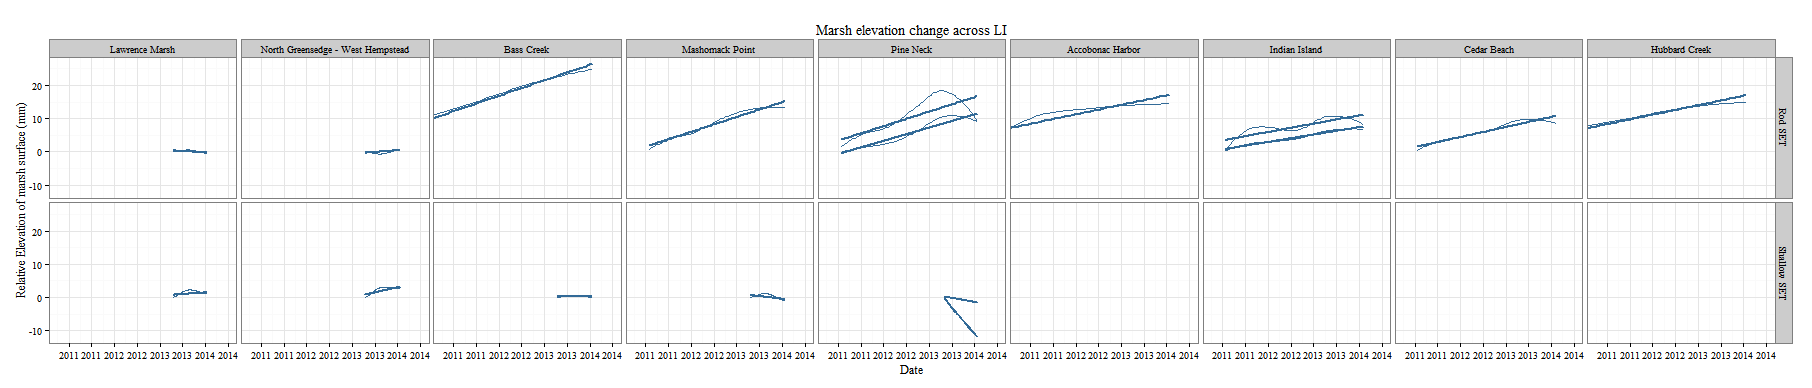 Marsh elevation change across LI
Lawrence Marsh North Greensedge - West Hempstead Bass Creek Mashomack Point Pine Neck Accobonac Harbor Indian Island Cedar Beach Hubbard Creek
Relative Elevation of marsh surface (mm)
20
10
0
-10
Rod SET
20
10
0
-10
Shallow SET
2011 2011 2012 2012 2013 2013 2014 2014 2011 2011 2012 2012 2013 2013 2014 2014 2011 2011 2012 2012 2013 2013 2014 2014 2011 2011 2012 2012 2013 2013 2014 2014 2011 2011 2012 2012 2013 2013 2014 2014 2011 2011 2012 2012 2013 2013 2014 2014 2011 2011 2012 2012 2013 2013 2014 2014 2011 2011 2012 2012 2013 2013 2014 2014 2011 2011 2012 2012 2013 2013 2014 2014
Date